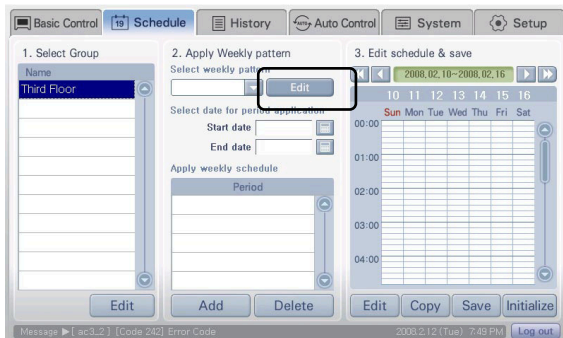 Basic Control
19 Schedule
History
Auto Control
System
Setup
1. Select Group
Name
Third Floor
Edit
2. Apply Weekly pattern
Select weekly pattern
Edit
Select date for period application
Start date
End date
Apply weekly schedule
Period
Add Delete
3. Edit schedule & save
2008.02.10~2008.02.16
10 11 12 13 14 15 16
Sun Mon Tue Wed Thu Fri Sat
00:00
01:00
02:00
03:00
04:00
Edit Copy Save Initialize
Message ▶[ ac3_2 ] [Code 242] Error Code
2008.2.12 (Tue) 7:49 PM
Log out